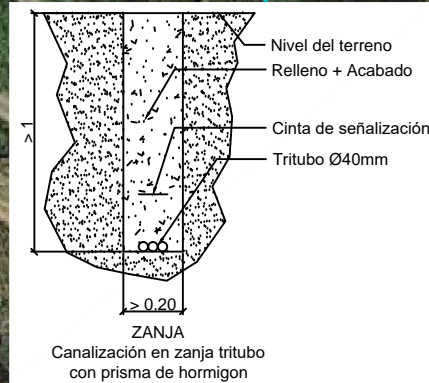 Nivel del terreno
Relleno + Acabado
> 1
Cinta de señalización
Tritubo Ø40mm
> 0.20
ZANJA
Canalización en zanja tritubo
con prisma de hormigon